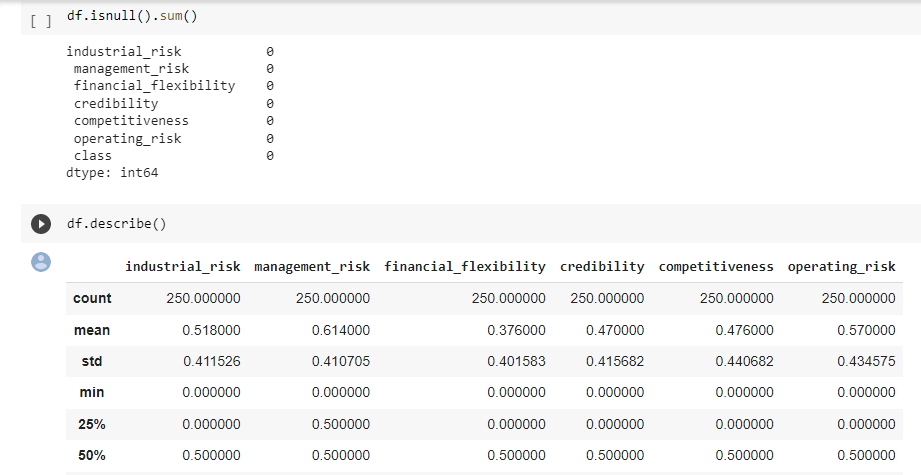 [ ] df.isnull().sum()
industrial_risk 0
management_risk 0
financial_flexibility 0
credibility 0
competitiveness 0
operating_risk 0
class 0
dtype: int64
df.describe()
industrial_risk management_risk financial_flexibility credibility competitiveness operating_risk
count 250.000000 250.000000 250.000000 250.000000 250.000000 250.000000
mean 0.518000 0.614000 0.376000 0.470000 0.476000 0.570000
std 0.411526 0.410705 0.401583 0.415682 0.440682 0.434575
min 0.000000 0.000000 0.000000 0.000000 0.000000 0.000000
25% 0.000000 0.500000 0.000000 0.000000 0.000000 0.000000
50% 0.500000 0.500000 0.500000 0.500000 0.500000 0.500000